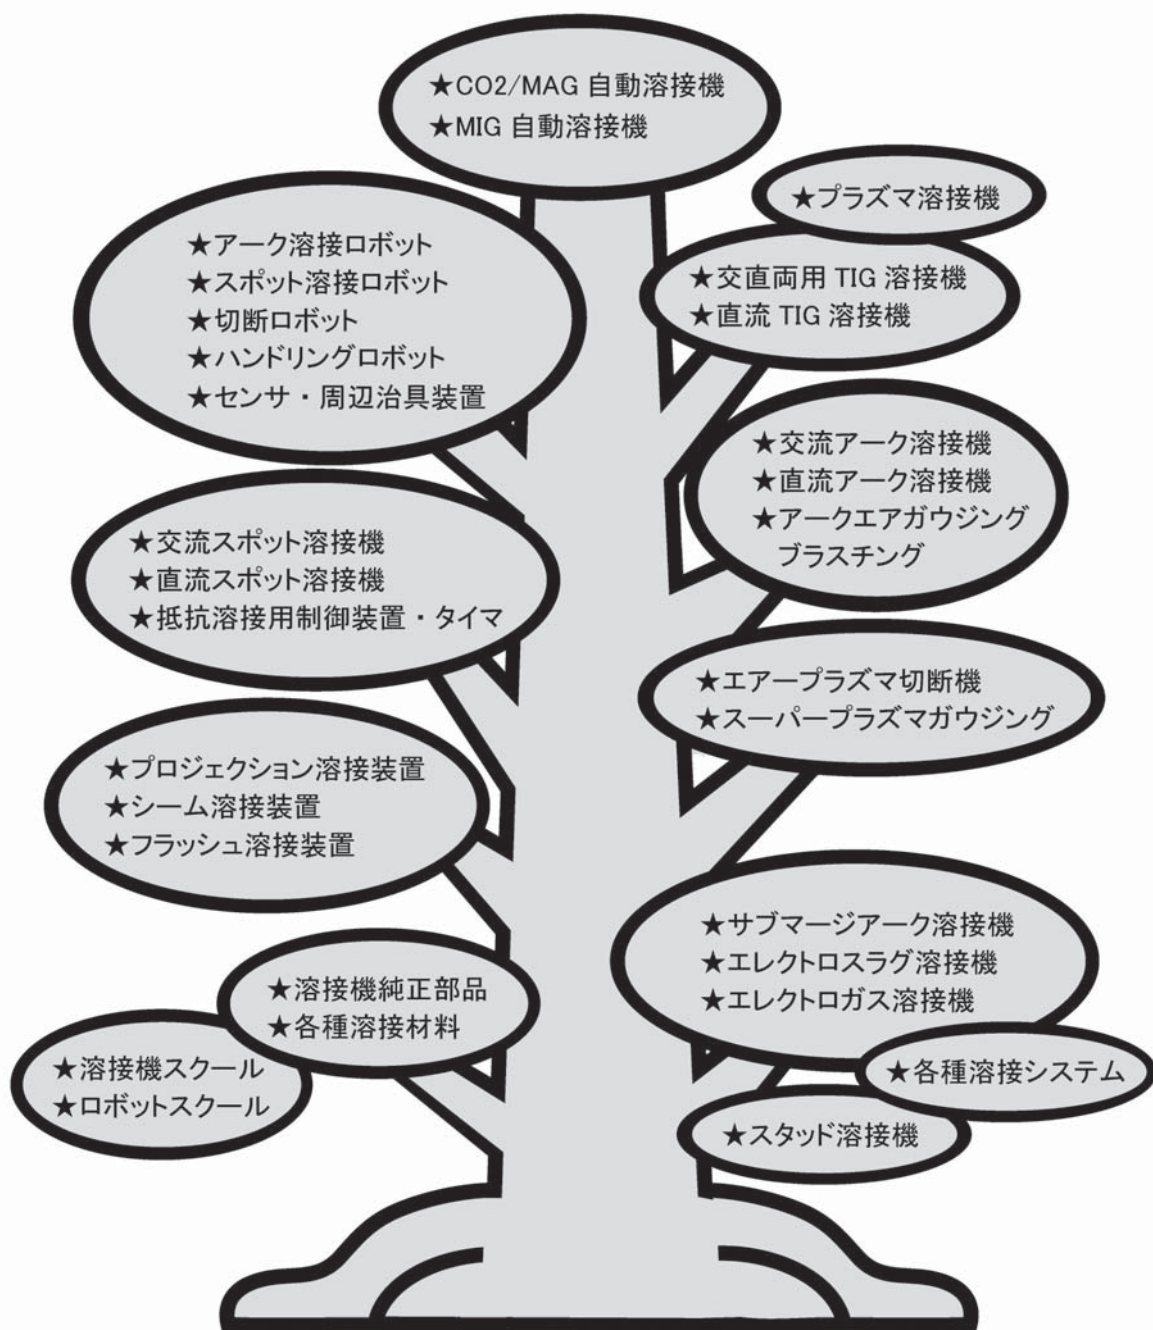 ★CO2/MAG 自動溶接機
★MIG 自動溶接機
★プラズマ溶接機
★アーク溶接ロボット
★スポット溶接ロボット
★切断ロボット
★ハンドリングロボット
★センサ・周辺治具装置
★交直両用 TIG 溶接機
★直流 TIG 溶接機
★交流アーク溶接機
★直流アーク溶接機
★アークエアガウジング
ブラスチング
★交流スポット溶接機
★直流スポット溶接機
★抵抗溶接用制御装置・タイマ
★エアープラズマ切断機
★スーパープラズマガウジング
★プロジェクション溶接装置
★シーム溶接装置
★フラッシュ溶接装置
★サブマージアーク溶接機
★エレクトロスラグ溶接機
★エレクトロガス溶接機
★溶接機純正部品
★各種溶接材料
★溶接機スクール
★ロボットスクール
★各種溶接システム
★スタッド溶接機